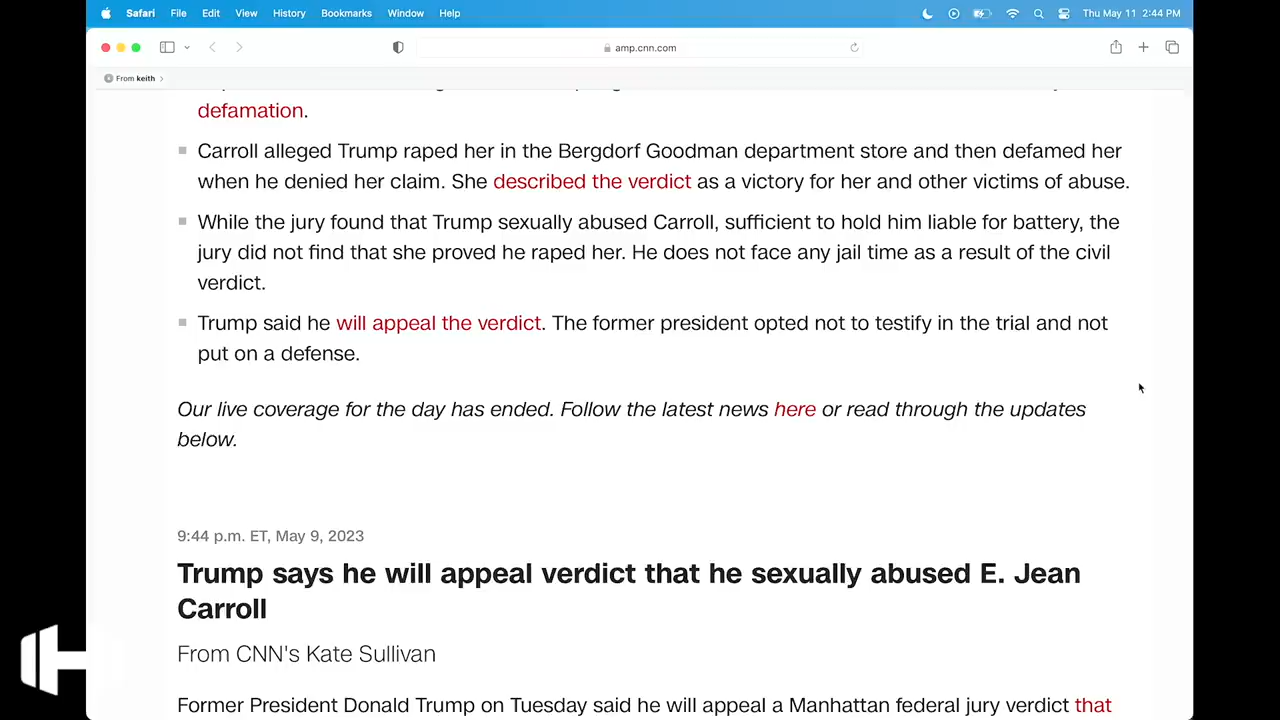 Safari File Edit View History Bookmarks Window Help Thu May 11 2:44 PM
amp.cnn.com
From keith
defamation.
Carroll alleged Trump raped her in the Bergdorf Goodman department store and then defamed her
when he denied her claim. She described the verdict as a victory for her and other victims of abuse.
While the jury found that Trump sexually abused Carroll, sufficient to hold him liable for battery, the
jury did not find that she proved he raped her. He does not face any jail time as a result of the civil
verdict.
Trump said he will appeal the verdict. The former president opted not to testify in the trial and not
put on a defense.
Our live coverage for the day has ended. Follow the latest news here or read through the updates
below.
9:44 p.m. ET, May 9, 2023
Trump says he will appeal verdict that he sexually abused E. Jean
Carroll
From CNN's Kate Sullivan
Former President Donald Trump on Tuesday said he will appeal a Manhattan federal jury verdict that